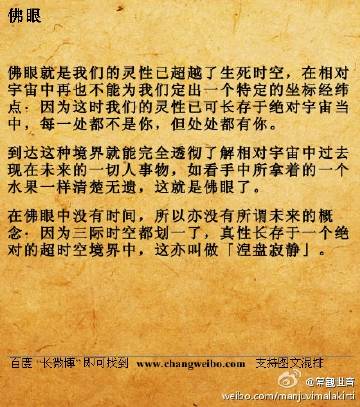 佛眼
佛眼就是我们的灵性已超越了生死时空，在相对
宇宙中再也不能为我们定出一个特定的坐标经纬
点：因为这时我们的灵性已可长存于绝对宇宙当
中，每一处都不是你，但处处都有你。
到达这种境界就能完全透彻了解相对宇宙中过去
现在未来的一切人事物，如看手中所拿着的一个
水果一样清楚无遗，这就是佛眼了。
在佛眼中没有时间，所以亦没有所谓未来的概
念：因为三际时空都划一了，真性长存于一个绝
对的超时空境界中，这亦叫做「涅盘寂静」。
百度“长微博”即可找到 www.changweibo.com 支持图文混排
weibo.com/manjuvimalakirti